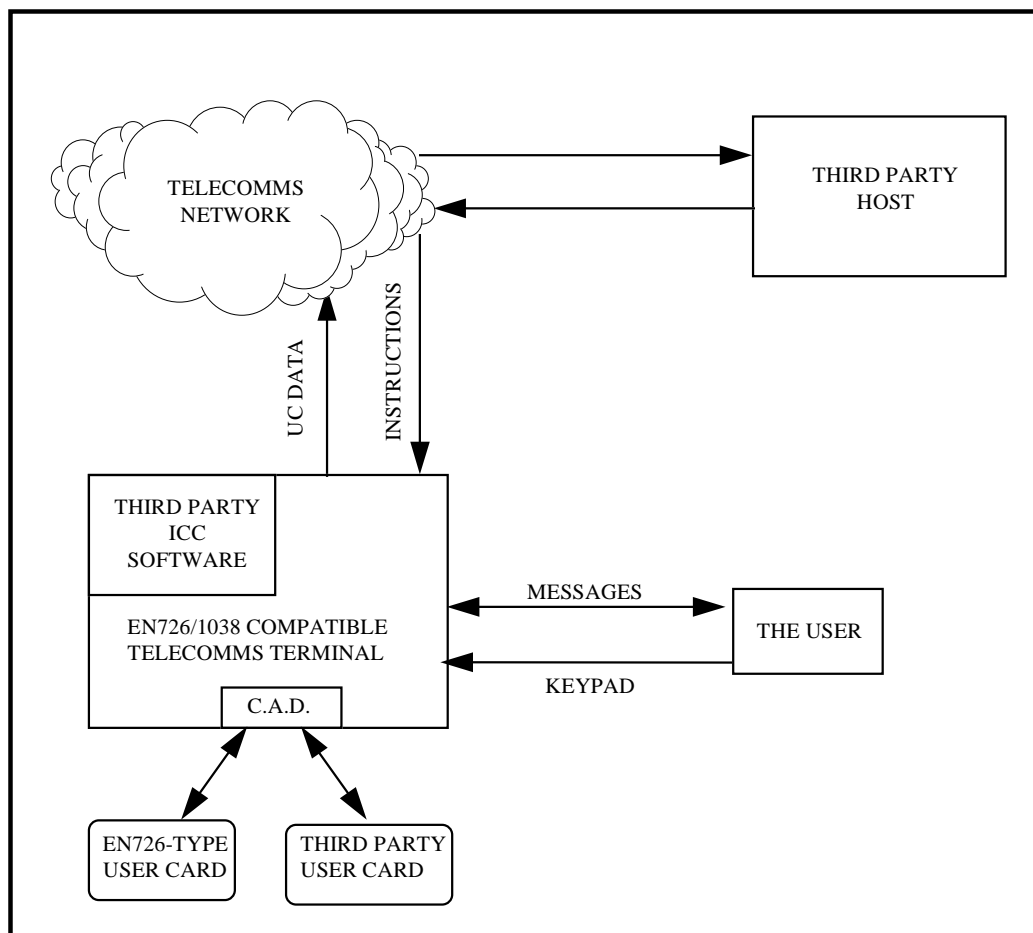 TELECOMMS
NETWORK
THIRD PARTY
HOST
UC DATA
INSTRUCTIONS
THIRD PARTY
ICC
SOFTWARE
EN726/1038 COMPATIBLE
TELECOMMS TERMINAL
C.A.D.
MESSAGES
KEYPAD
THE USER
EN726-TYPE
USER CARD
THIRD PARTY
USER CARD